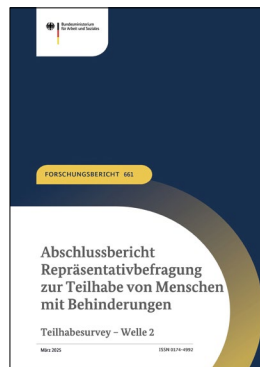 Bundesministerium
für Arbeit und Soziales
FORSCHUNGSBERICHT 661
Abschlussbericht
Repräsentativbefragung
zur Teilhabe von Menschen
mit Behinderungen
Teilhabesurvey – Welle 2
März 2025 ISSN 0174-4992